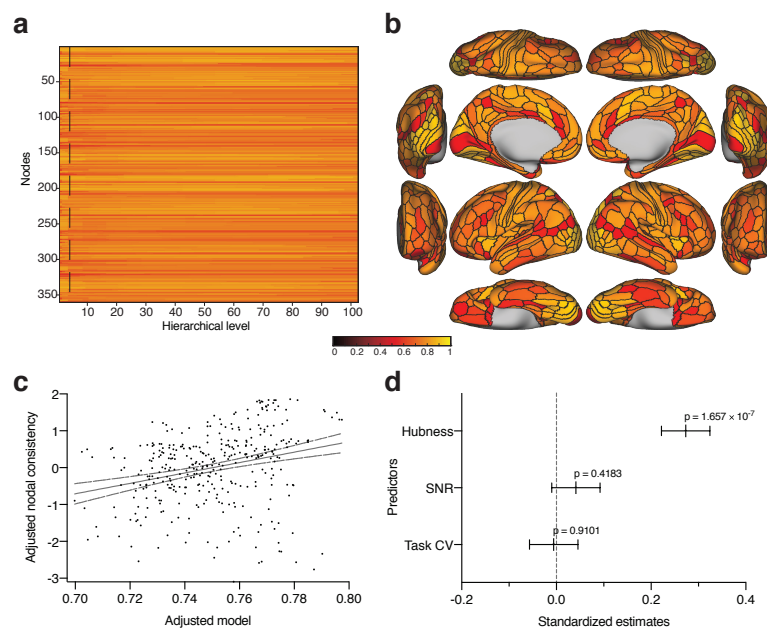 a
Nodes
50
100
150
200
250
300
350
10 20 30 40 50 60 70 80 90 100
Hierarchical level
b
0 0.2 0.4 0.6 0.8 1
c
Adjusted nodal consistency
2
1
0
-1
-2
-3
0.70 0.72 0.74 0.76 0.78 0.80
Adjusted model
d
Predictors
Hubness
p = 1.657 × 10⁻⁷
SNR
p = 0.4183
Task CV
p = 0.9101
-0.2 0.0 0.2 0.4
Standardized estimates